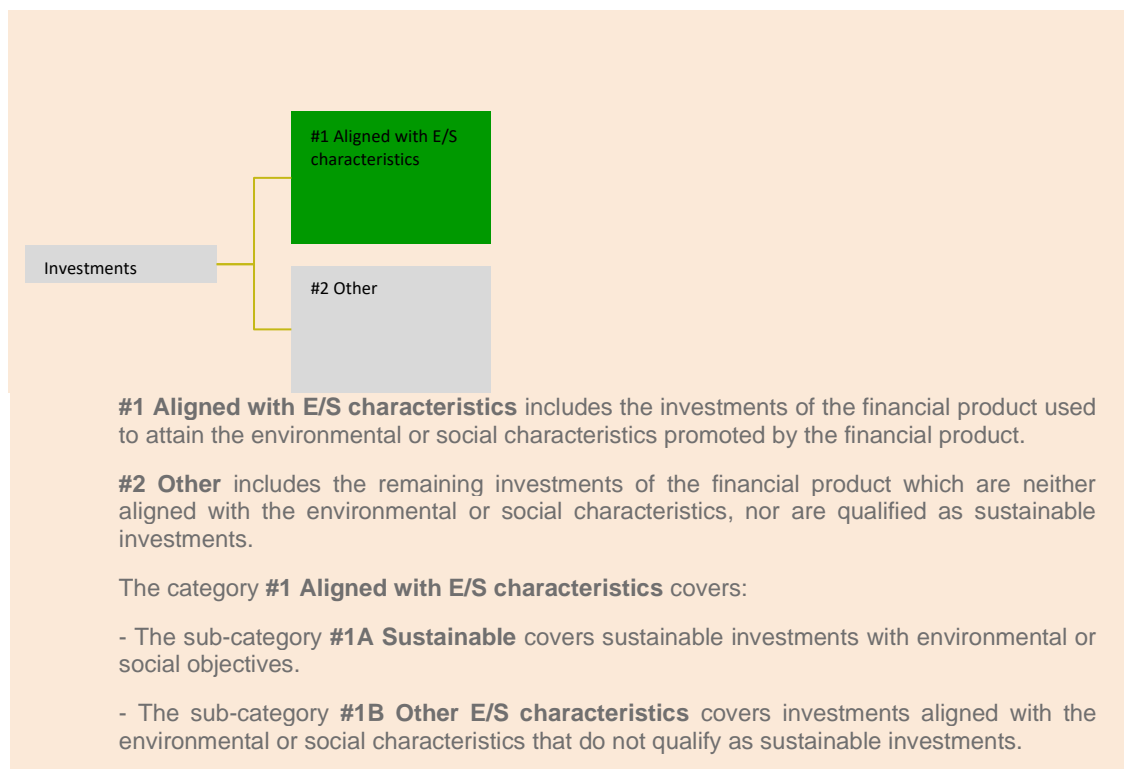 #1 Aligned with E/S
characteristics
Investments
#2 Other
#1 Aligned with E/S characteristics includes the investments of the financial product used
to attain the environmental or social characteristics promoted by the financial product.
#2 Other includes the remaining investments of the financial product which are neither
aligned with the environmental or social characteristics, nor are qualified as sustainable
investments.
The category #1 Aligned with E/S characteristics covers:
- The sub-category #1A Sustainable covers sustainable investments with environmental or
social objectives.
- The sub-category #1B Other E/S characteristics covers investments aligned with the
environmental or social characteristics that do not qualify as sustainable investments.